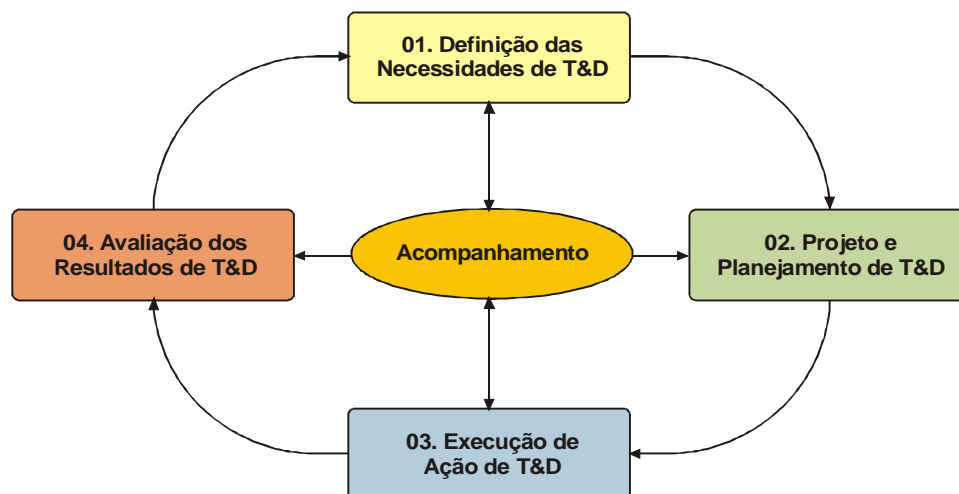 01. Definição das
Necessidades de T&D
04. Avaliação dos
Resultados de T&D
Acompanhamento
02. Projeto e
Planejamento de T&D
03. Execução de
Ação de T&D